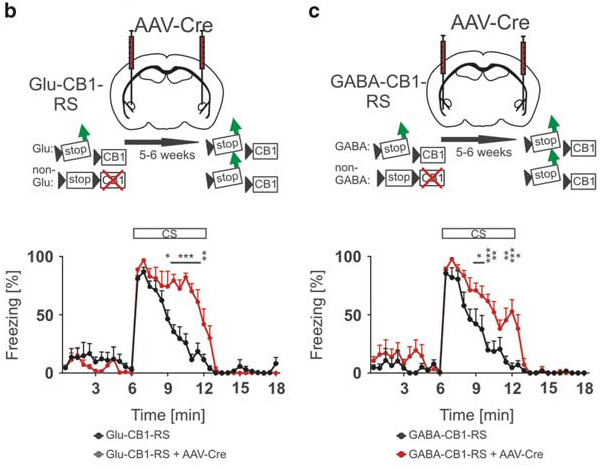 b
AAV-Cre
Glu-CB1-
RS
Glu:
stop
CB1
non-
Glu:
stop
CB1
5-6 weeks
stop
CB1
stop
CB1
CS
* *** **
Freezing [%]
100
50
0
3 6 9 12 15 18
Time [min]
Glu-CB1-RS
Glu-CB1-RS + AAV-Cre
c
AAV-Cre
GABA-CB1-
RS
GABA:
stop
CB1
non-
GABA:
stop
CB1
5-6 weeks
stop
CB1
stop
CB1
CS
* *** ** ** *** *
Freezing [%]
100
50
0
3 6 9 12 15 18
Time [min]
GABA-CB1-RS
GABA-CB1-RS + AAV-Cre